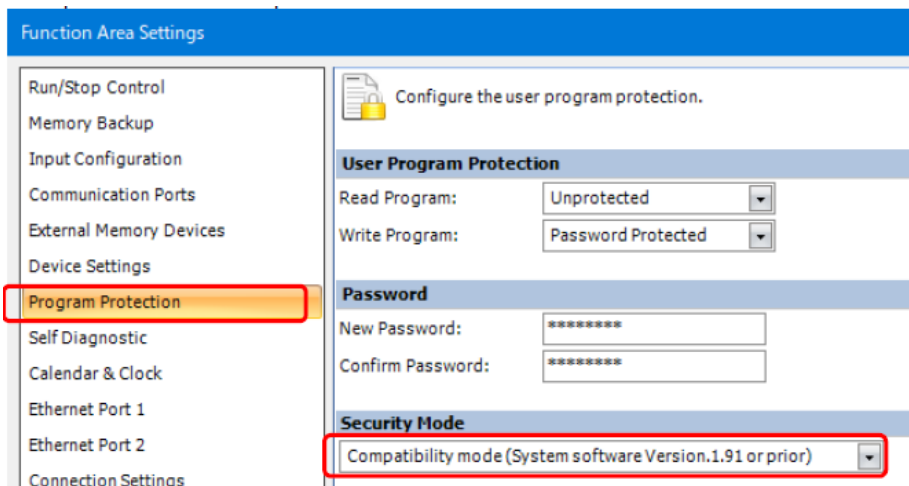 Function Area Settings
Run/Stop Control
Memory Backup
Input Configuration
Communication Ports
External Memory Devices
Device Settings
Program Protection
Self Diagnostic
Calendar & Clock
Ethernet Port 1
Ethernet Port 2
Connection Settings
Configure the user program protection.
User Program Protection
Read Program: Unprotected
Write Program: Password Protected
Password
New Password: ********
Confirm Password: ********
Security Mode
Compatibility mode (System software Version.1.91 or prior)